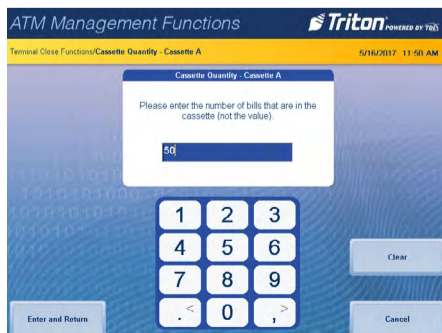 ATM Management Functions
Triton POWERED BY TDL
Terminal Close Functions/Cassette Quantity - Cassette A
5/16/2017 11:50 AM
Cassette Quantity - Cassette A
Please enter the number of bills that are in the
cassette (not the value).
50
1 2 3
4 5 6
7 8 9
.< 0 ,>
Clear
Enter and Return
Cancel